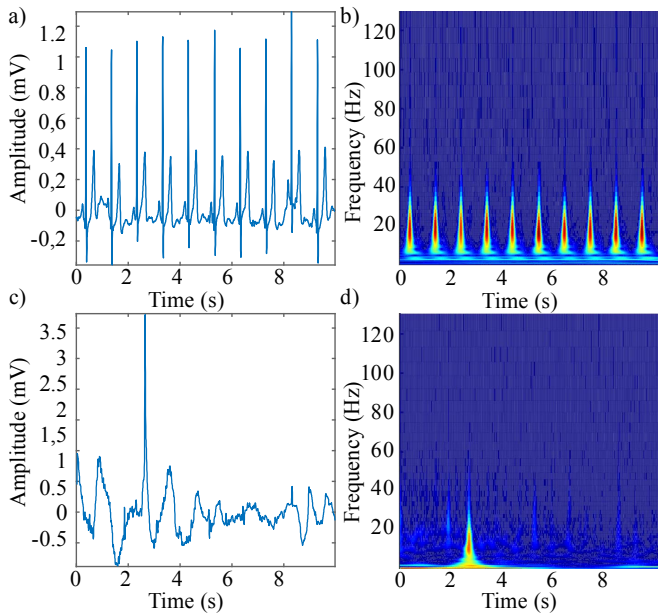 a)
Amplitude (mV)
1.2
1
0.8
0.6
0.4
0.2
0
-0.2
0 2 4 6 8
Time (s)
b)
Frequency (Hz)
120
100
80
60
40
20
0 2 4 6 8
Time (s)
c)
Amplitude (mV)
3.5
2.5
2
1.5
1
0.5
0
-0.5
0 2 4 6 8
Time (s)
d)
Frequency (Hz)
120
100
80
60
40
20
0 2 4 6 8
Time (s)